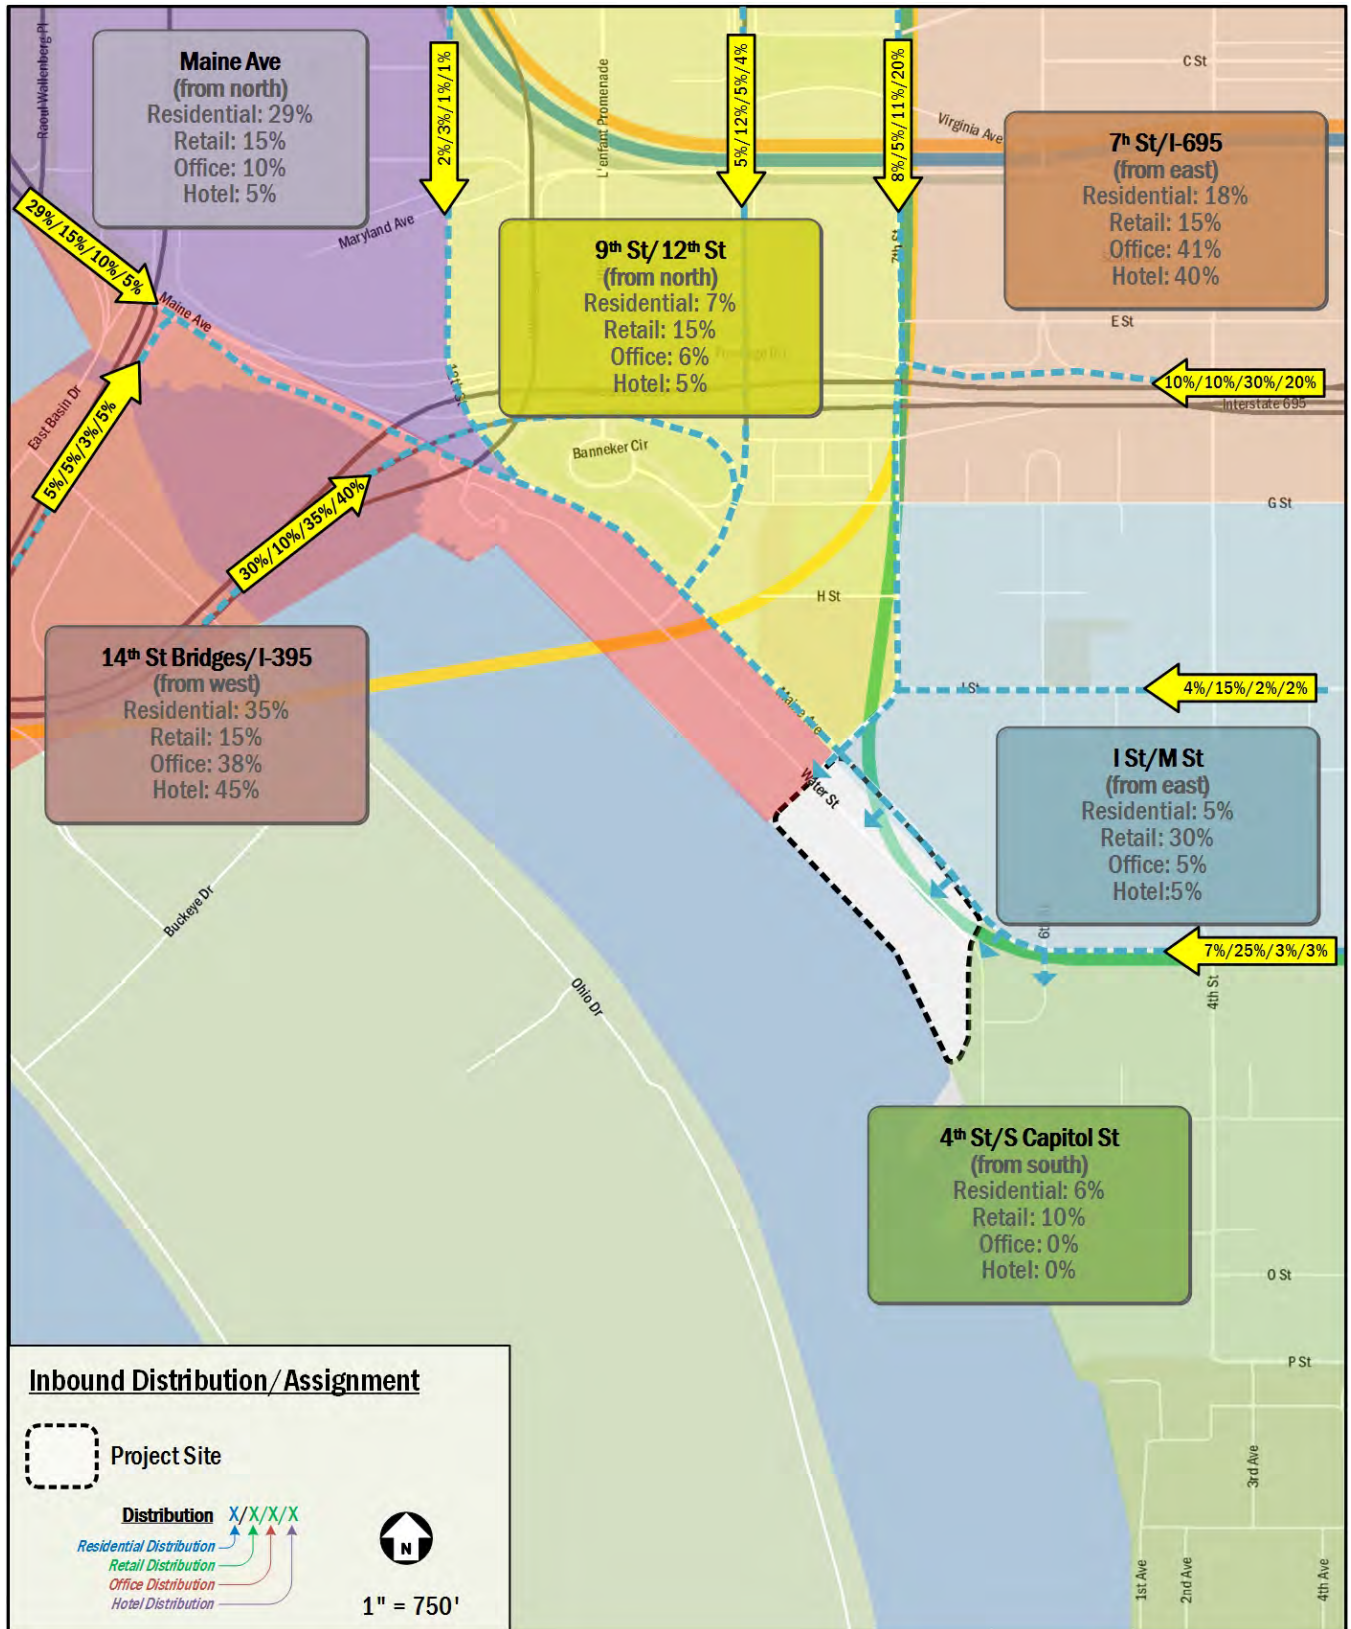 Raoul Wallenberg Pl
Maine Ave
(from north)
Residential: 29%
Retail: 15%
Office: 10%
Hotel: 5%
2%/3%/1%/1%
L'enfant Promenade
5%/12%/5%/4%
8%/5%/11%/20%
C St
Virginia Ave
7h St/I-695
(from east)
Residential: 18%
Retail: 15%
Office: 41%
Hotel: 40%
29%/15%/10%/5%
Maryland Ave
9th St/12th St
(from north)
Residential: 7%
Retail: 15%
Office: 6%
Hotel: 5%
7th St
Maine Ave
E St
12th St
East Basin Dr
5%/5%/3%/5%
10%/10%/30%/20%
Interstate 695
Banneker Cir
30%/10%/35%/40%
G St
H St
14th St Bridges/I-395
(from west)
Residential: 35%
Retail: 15%
Office: 38%
Hotel: 45%
I St
4%/15%/2%/2%
Maine Ave
Water St
I St/M St
(from east)
Residential: 5%
Retail: 30%
Office: 5%
Hotel:5%
Buckeye Dr
6th St
7%/25%/3%/3%
Ohio Dr
4th St
4th St/S Capitol St
(from south)
Residential: 6%
Retail: 10%
Office: 0%
Hotel: 0%
O St
P St
Inbound Distribution/Assignment
Project Site
Distribution X/X/X/X
Residential Distribution
Retail Distribution
Office Distribution
Hotel Distribution
N
1" = 750'
3rd Ave
1st Ave
2nd Ave
4th Ave